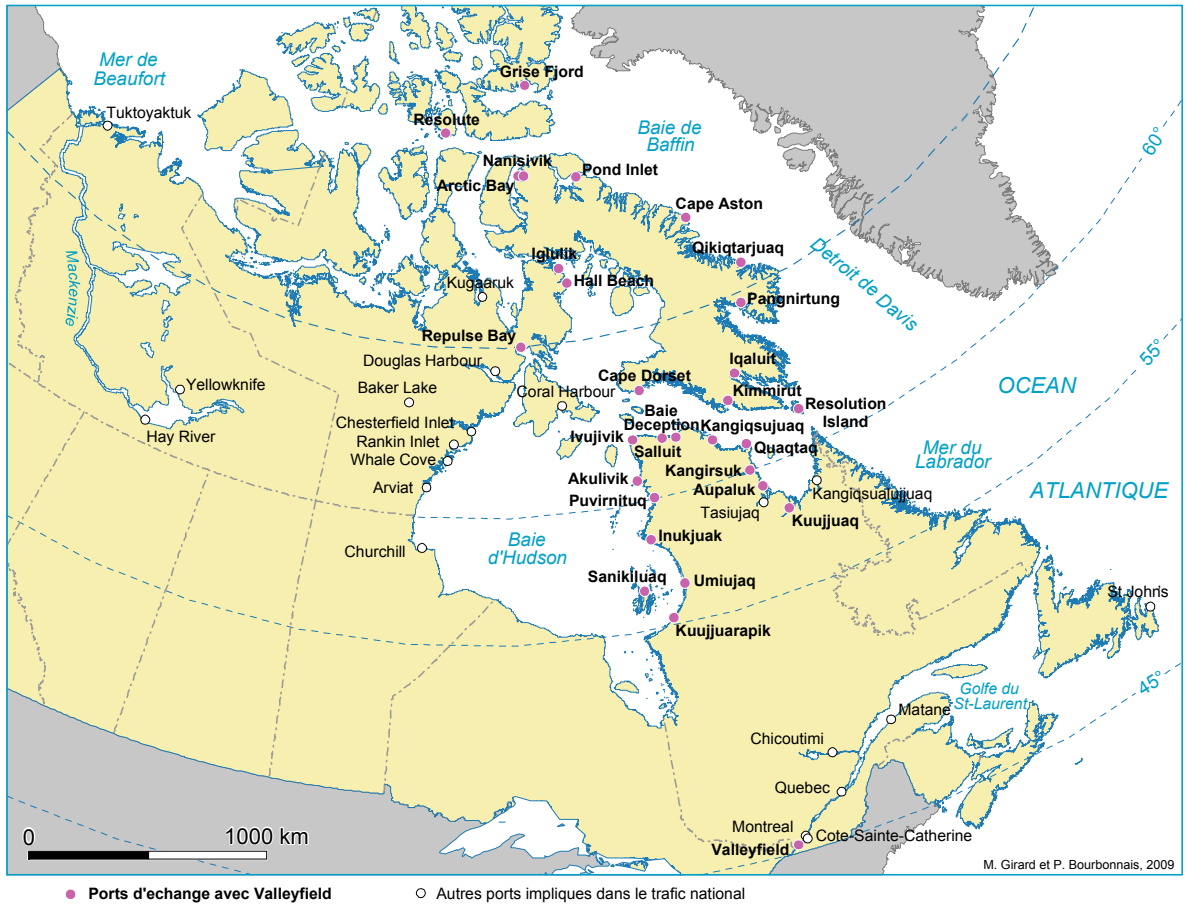 Mer de
Beaufort
Tuktoyaktuk
Grise Fjord
Resolute
Baie de
Baffin
60°
Nanisivik
Pond Inlet
Arctic Bay
Cape Aston
Mackenzie
Iglulik
Qikiqtarjuaq
Detroit de Davis
Kugaaruk
Hall Beach
Pangnirtung
Repulse Bay
Douglas Harbour
Iqaluit
55°
Yellowknife
Baker Lake
Coral Harbour
Cape Dorset
Kimmirut
OCEAN
Hay River
Chesterfield Inlet
Baie
Deception
Resolution
Island
Rankin Inlet
Ivujivik
Kangiqsujuaq
Whale Cove
Salluit
Quaqtaq
Mer du
Labrador
Arviat
Akulivik
Kangirsuk
Puvirnituq
Aupaluk
Kangiqsualujjuaq
ATLANTIQUE
Tasiujaq
Kuujjuaq
Churchill
Baie
d'Hudson
Inukjuak
Sanikiluaq
Umiujaq
St.Johns
Kuujjuarapik
45°
Golfe du
St-Laurent
Matane
Chicoutimi
Quebec
Montreal
Cote-Sainte-Catherine
Valleyfield
0 1000 km
M. Girard et P. Bourbonnais, 2009
Ports d'echange avec Valleyfield
Autres ports impliques dans le trafic national